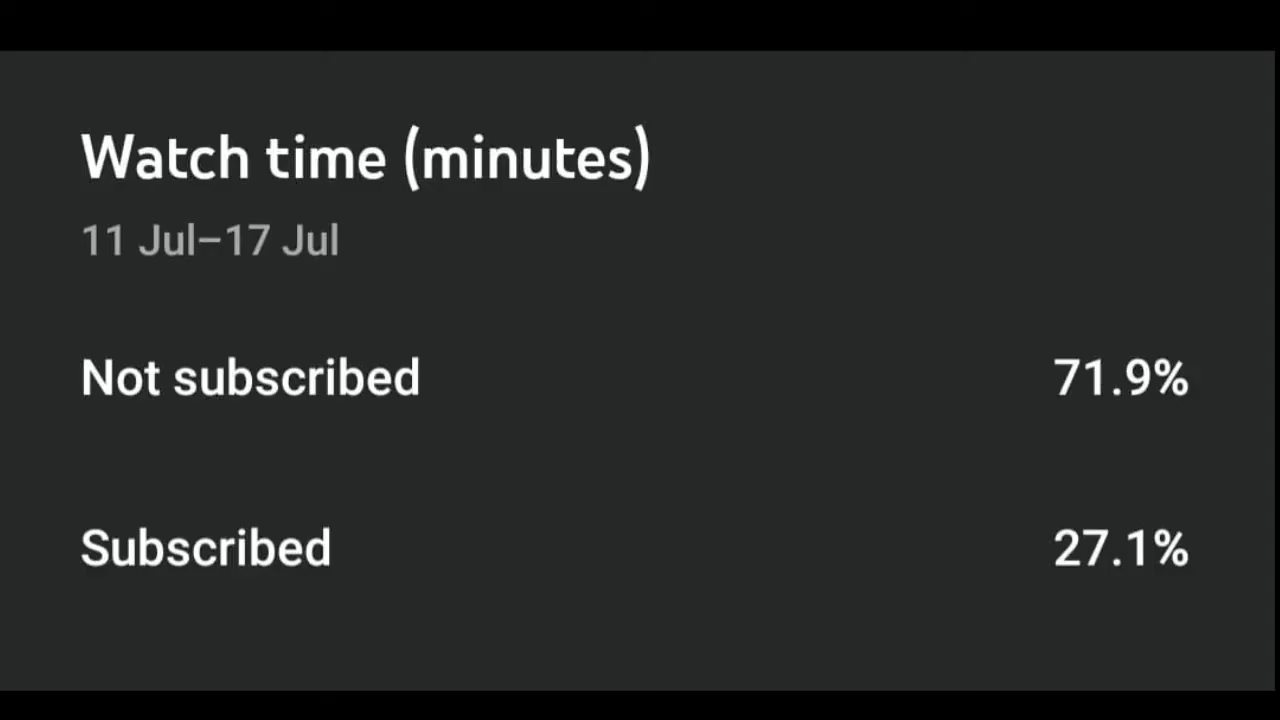 Watch time (minutes)
11 Jul–17 Jul
Not subscribed 71.9%
Subscribed 27.1%